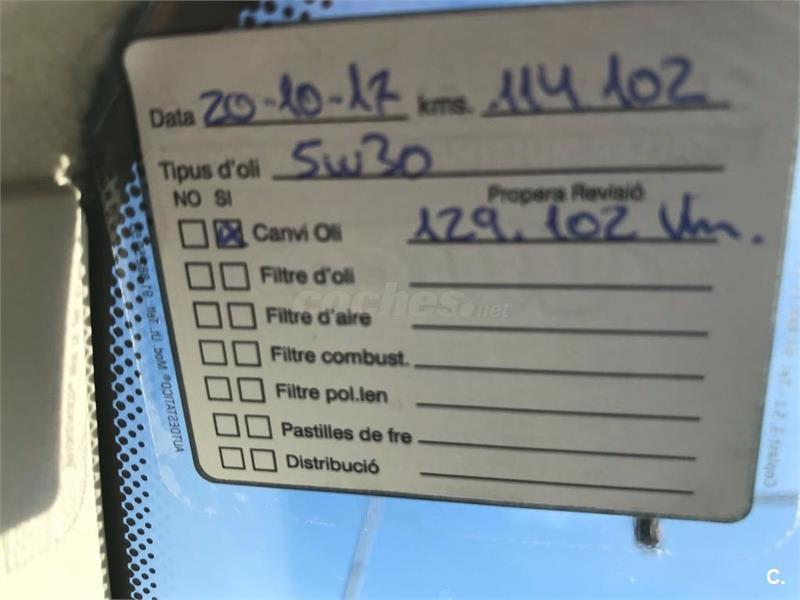 Data 20-10-17 kms. 114.102
Tipus d'oli 5w30
NO SI Propera Revisió
Canvi Oli 129.102 Km.
Filtre d'oli
Filtre d'aire
Filtre combust.
Filtre pol.len
Pastilles de fre
Distribució
coches.net
AUTOESTATICO®
C.